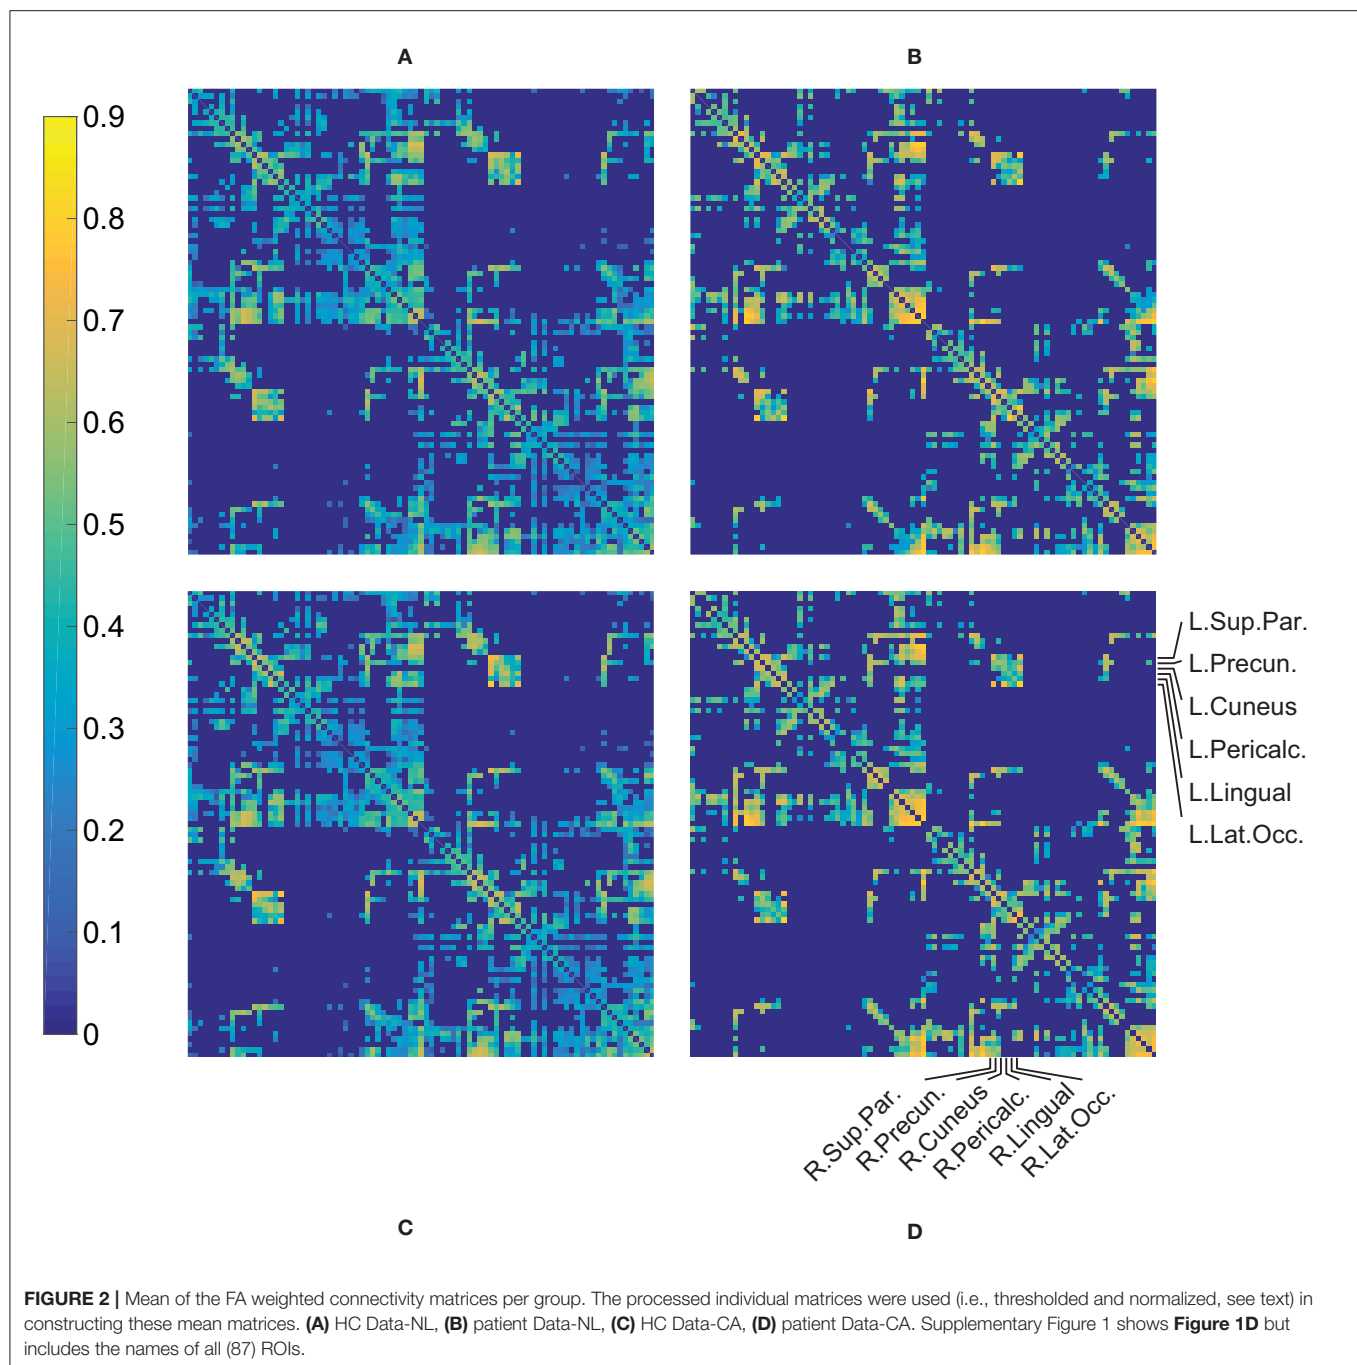 A
B
0.9
0.8
0.7
0.6
0.5
0.4
0.3
0.2
0.1
0
L.Sup.Par.
L.Precun.
L.Cuneus
L.Pericalc.
L.Lingual
L.Lat.Occ.
R.Sup.Par.
R.Precun.
R.Cuneus
R.Pericalc.
R.Lingual
R.Lat.Occ.
C
D
FIGURE 2 | Mean of the FA weighted connectivity matrices per group. The processed individual matrices were used (i.e., thresholded and normalized, see text) in
constructing these mean matrices. (A) HC Data-NL, (B) patient Data-NL, (C) HC Data-CA, (D) patient Data-CA. Supplementary Figure 1 shows Figure 1D but
includes the names of all (87) ROIs.